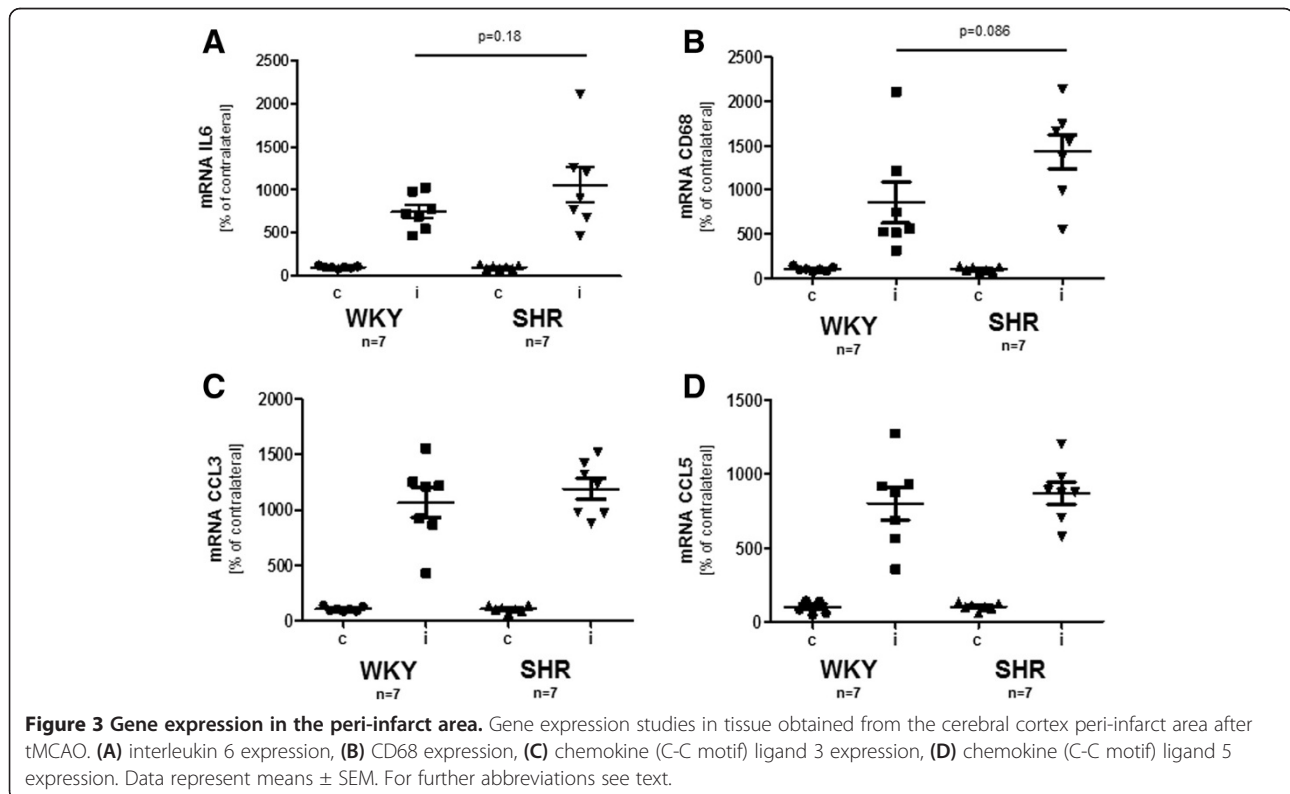 A
p=0.18
mRNA IL6
[% of contralateral]
2500
2000
1500
1000
500
0
c
i
c
i
WKY
n=7
SHR
n=7
B
p=0.086
mRNA CD68
[% of contralateral]
2500
2000
1500
1000
500
0
c
i
c
i
WKY
n=7
SHR
n=7
C
mRNA CCL3
[% of contralateral]
2000
1500
1000
500
0
c
i
c
i
WKY
n=7
SHR
n=7
D
mRNA CCL5
[% of contralateral]
1500
1000
500
0
c
i
c
i
WKY
n=7
SHR
n=7
Figure 3 Gene expression in the peri-infarct area. Gene expression studies in tissue obtained from the cerebral cortex peri-infarct area after
tMCAO. (A) interleukin 6 expression, (B) CD68 expression, (C) chemokine (C-C motif) ligand 3 expression, (D) chemokine (C-C motif) ligand 5
expression. Data represent means ± SEM. For further abbreviations see text.